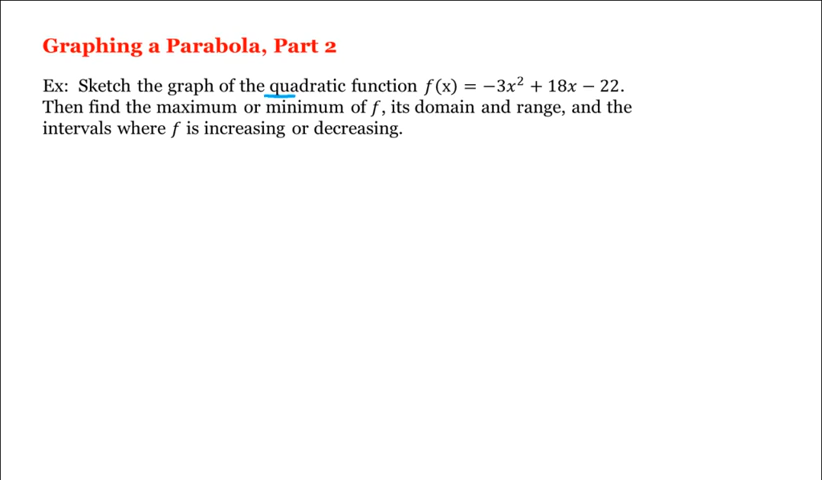 Graphing a Parabola, Part 2
Ex: Sketch the graph of the quadratic function f(x) = −3x² + 18x − 22.
Then find the maximum or minimum of f, its domain and range, and the
intervals where f is increasing or decreasing.